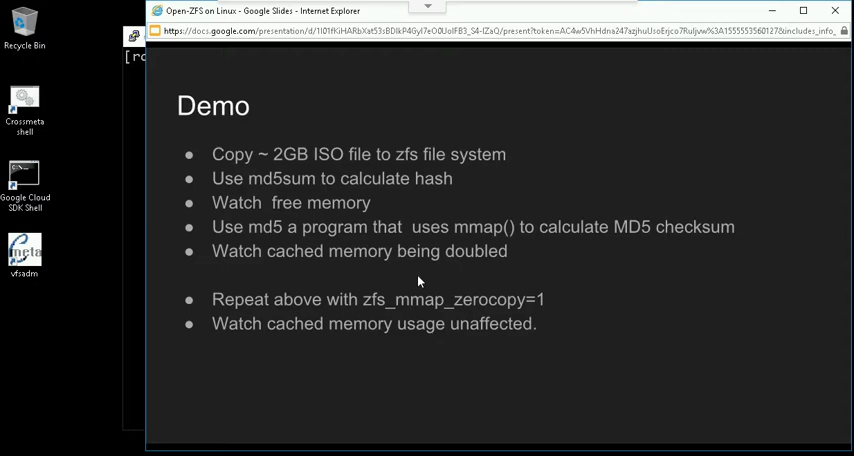 Open-ZFS on Linux - Google Slides - Internet Explorer
Recycle Bin
[ro
Demo
Crossmeta
shell
● Copy ~ 2GB ISO file to zfs file system
● Use md5sum to calculate hash
● Watch free memory
Google Cloud
SDK Shell
● Use md5 a program that uses mmap() to calculate MD5 checksum
● Watch cached memory being doubled
meta
vfsadm
● Repeat above with zfs_mmap_zerocopy=1
● Watch cached memory usage unaffected.